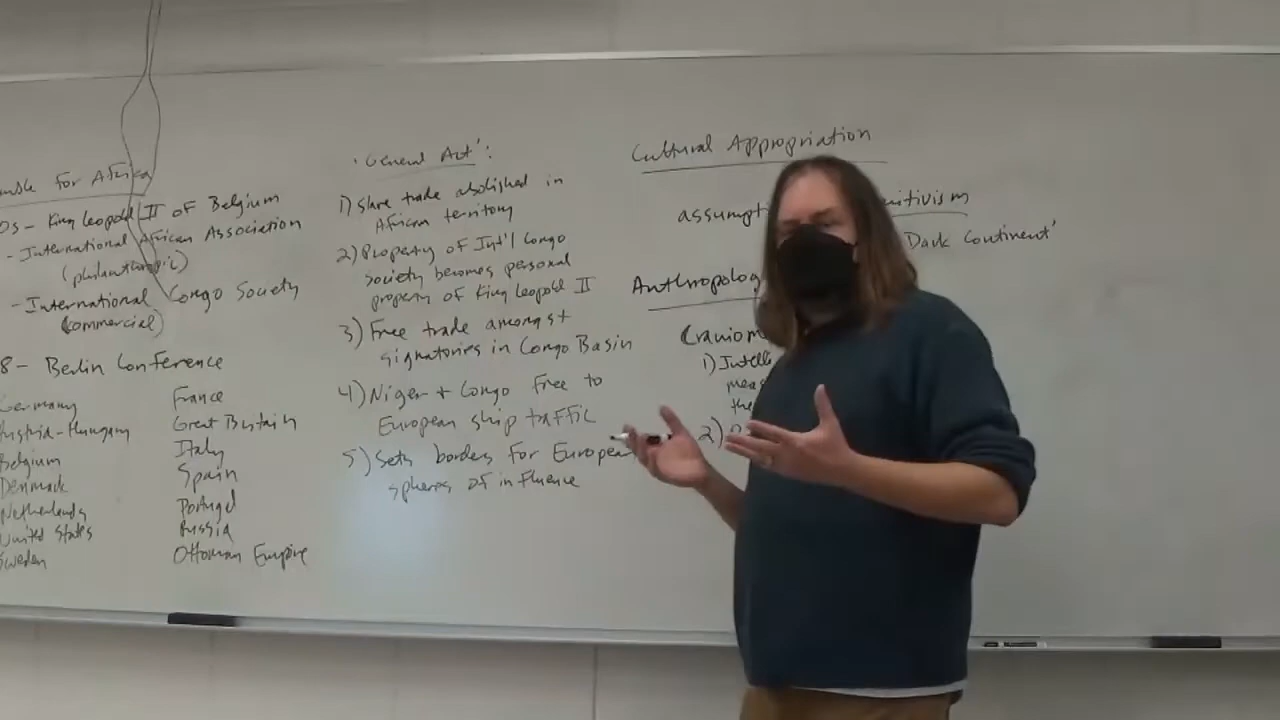 for Africa
King Leopold II of Belgium
- International African Association
(philanthropic)
- International Congo Society
(commercial)
8- Berlin Conference
Germany
Austria-Hungary
Belgium
Denmark
Netherlands
United States
Sweden
France
Great Britain
Italy
Spain
Portugal
Russia
Ottoman Empire
'General Act':
1) Slave trade abolished in
African territory
2) Property of Int'l Congo
society becomes personal
property of King Leopold II
3) Free trade amongst
signatories in Congo Basin
4) Niger + Congo free to
European ship traffic
5) Sets borders for European
spheres of influence
Cultural Appropriation
assumpt
itivism
Dark Continent'
Anthropolog
Craniom
1) Intelli
meas
the
2)